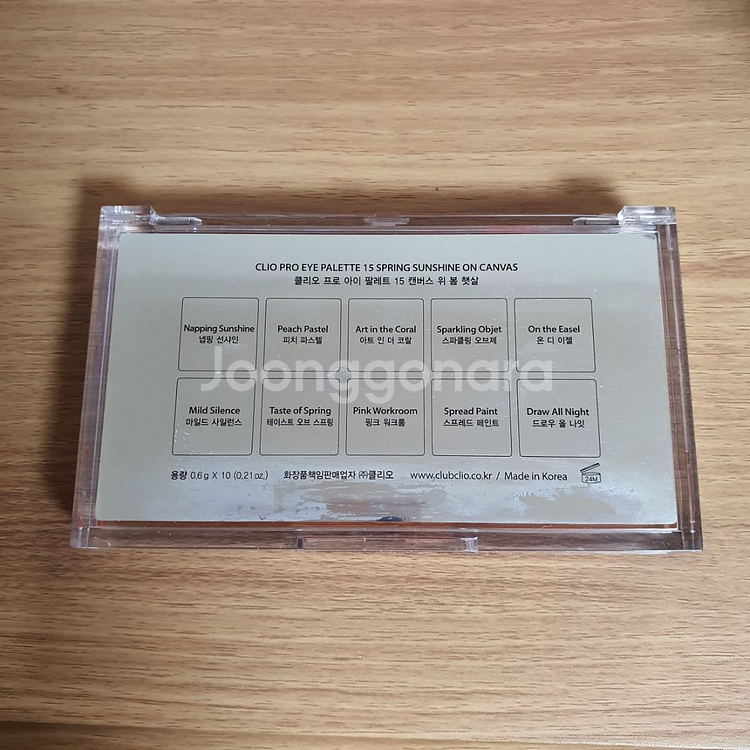 CLIO PRO EYE PALETTE 15 SPRING SUNSHINE ON CANVAS
클리오 프로 아이 팔레트 15 캔버스 위 봄 햇살
Napping Sunshine
냅핑 선샤인
Peach Pastel
피치 파스텔
Art in the Coral
아트 인 더 코랄
Sparkling Objet
스파클링 오브제
On the Easel
온 디 이젤
Joonggonara
Mild Silence
마일드 사일런스
Taste of Spring
테이스트 오브 스프링
Pink Workroom
핑크 워크룸
Spread Paint
스프레드 페인트
Draw All Night
드로우 올 나잇
용량 0.6g X 10 (0.21oz.) 화장품책임판매업자 ㈜클리오 www.clubclio.co.kr / Made in Korea 24M